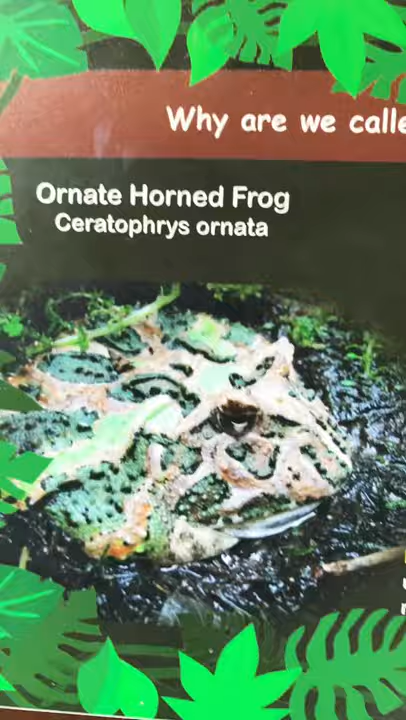 Why are we calle
Ornate Horned Frog
Ceratophrys ornata